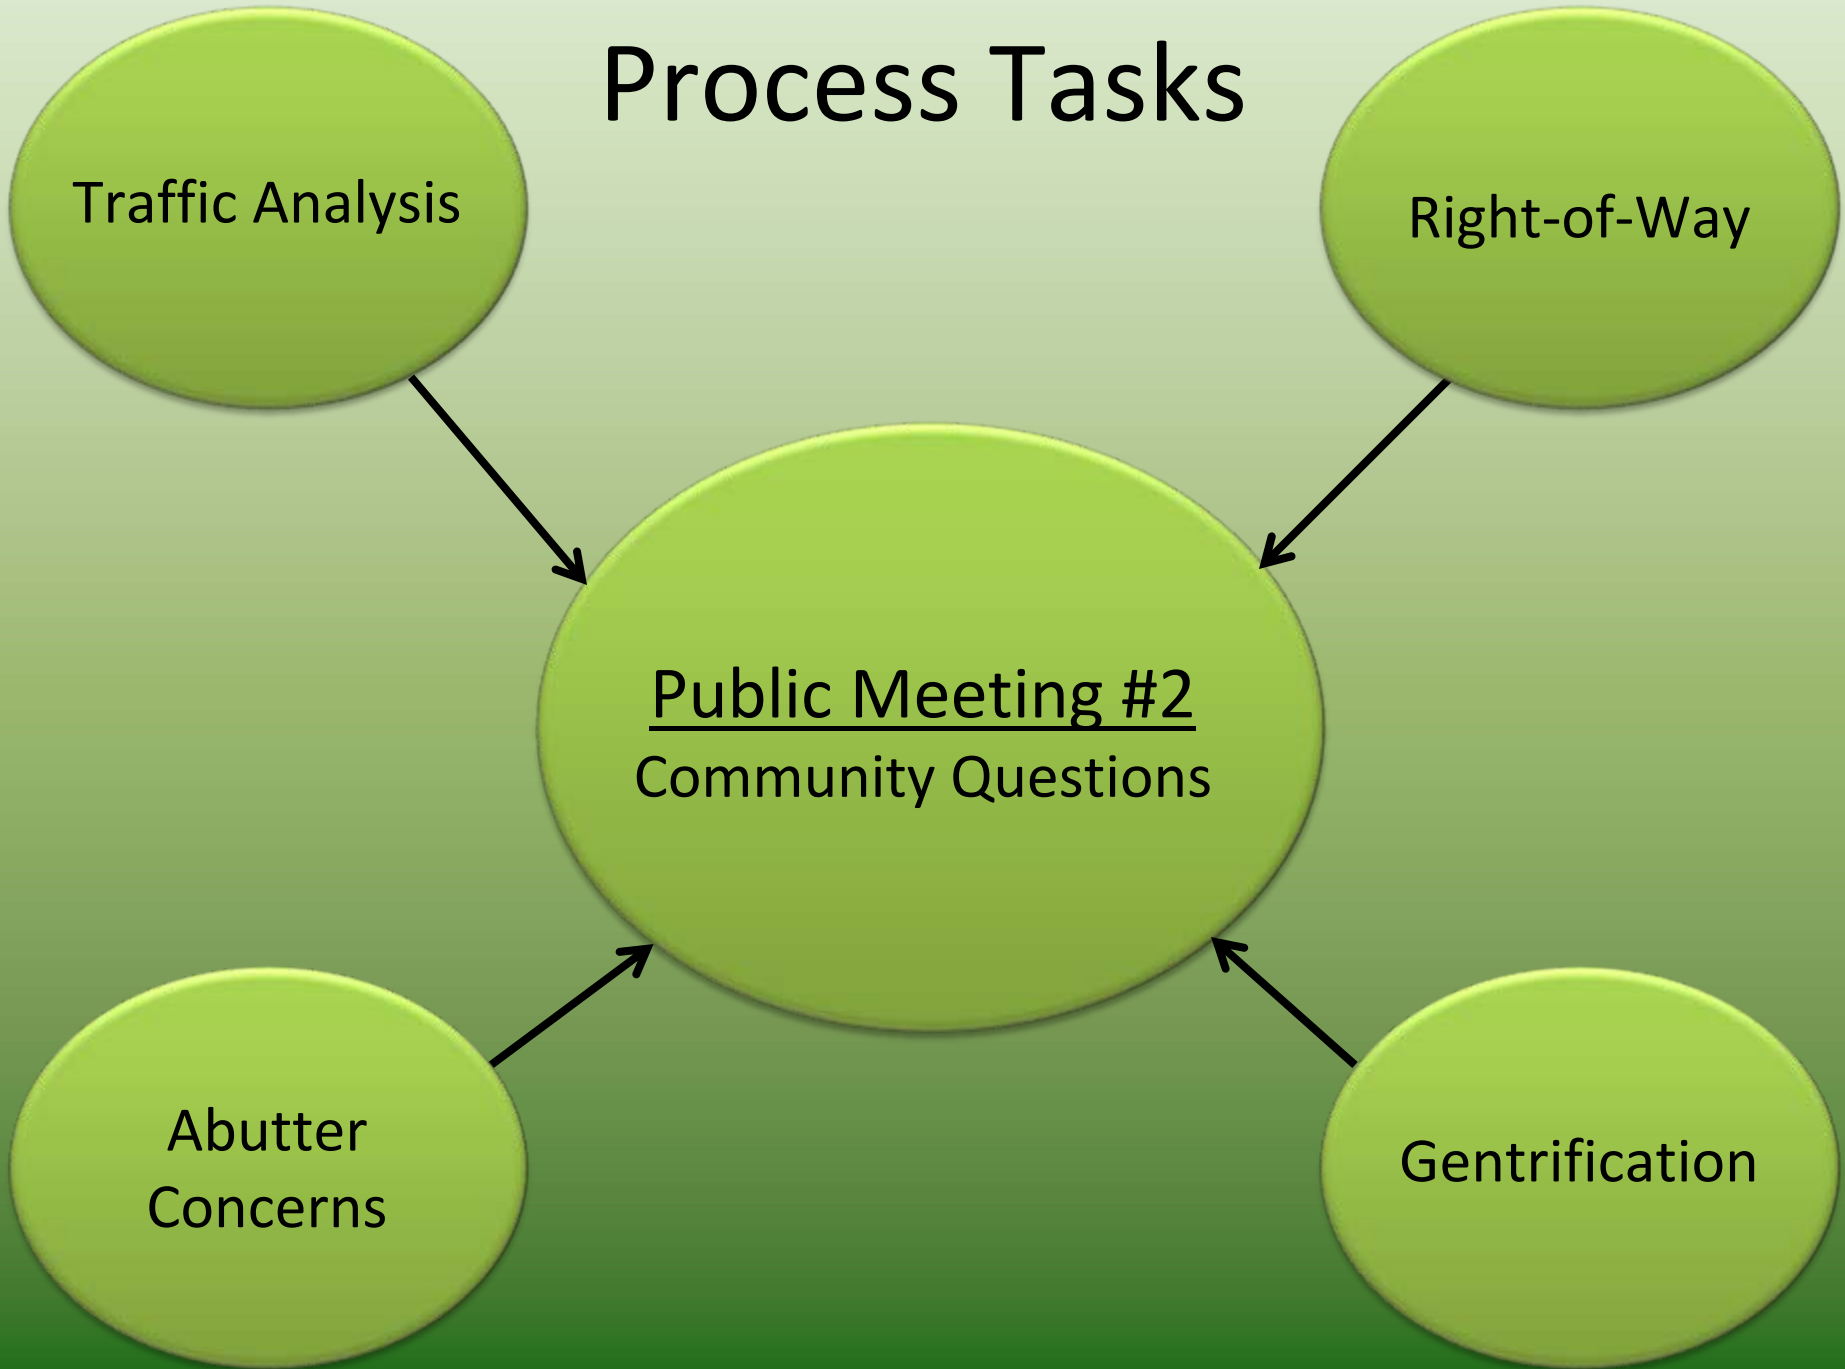 Process Tasks
Traffic Analysis
Right-of-Way
Public Meeting #2
Community Questions
Abutter
Concerns
Gentrification